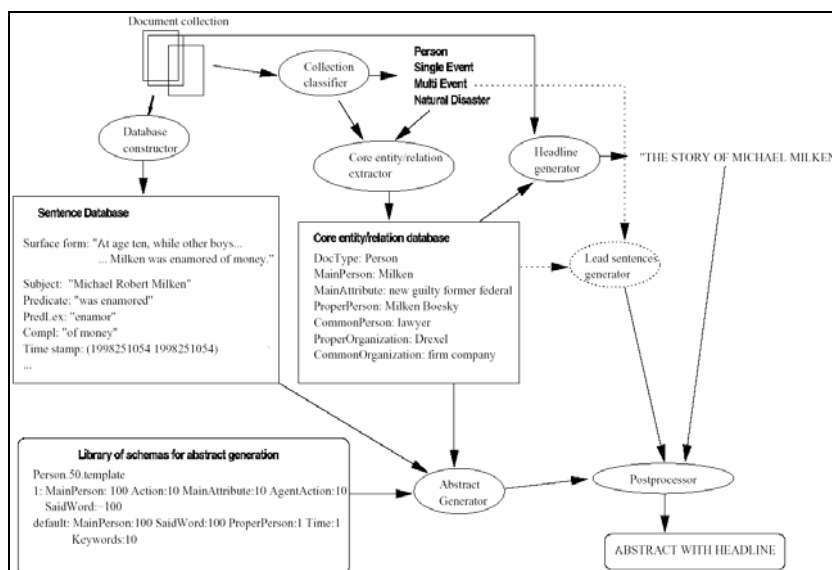 Document collection
Collection
classifier
Person
Single Event
Multi Event
Natural Disaster
Database
constructor
Core entity/relation
extractor
Headline
generator
"THE STORY OF MICHAEL MILKEN
Sentence Database
Surface form: "At age ten, while other boys...
... Milken was enamored of money."
Subject: "Michael Robert Milken"
Predicate: "was enamored"
PredLex: "enamor"
Compl: "of money"
Time stamp: (1998251054 1998251054)
...
Core entity/relation database
DocType: Person
MainPerson: Milken
MainAttribute: new guilty former federal
ProperPerson: Milken Boesky
CommonPerson: lawyer
ProperOrganization: Drexel
CommonOrganization: firm company
Lead sentences
generator
Library of schemas for abstract generation
Person.50.template
1: MainPerson: 100 Action:10 MainAttribute:10 AgentAction:10
SaidWord:-100
default: MainPerson:100 SaidWord:100 ProperPerson:1 Time:1
Keywords:10
Abstract
Generator
Postprocessor
ABSTRACT WITH HEADLINE